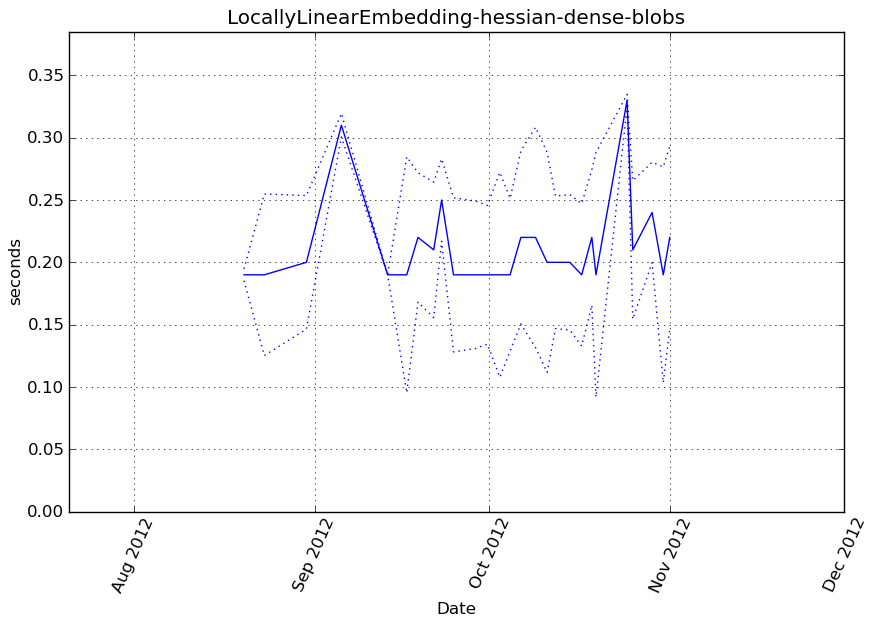 LocallyLinearEmbedding-hessian-dense-blobs
0.35
0.30
0.25
0.20
0.15
0.10
0.05
0.00
seconds
Aug 2012
Sep 2012
Oct 2012
Nov 2012
Dec 2012
Date